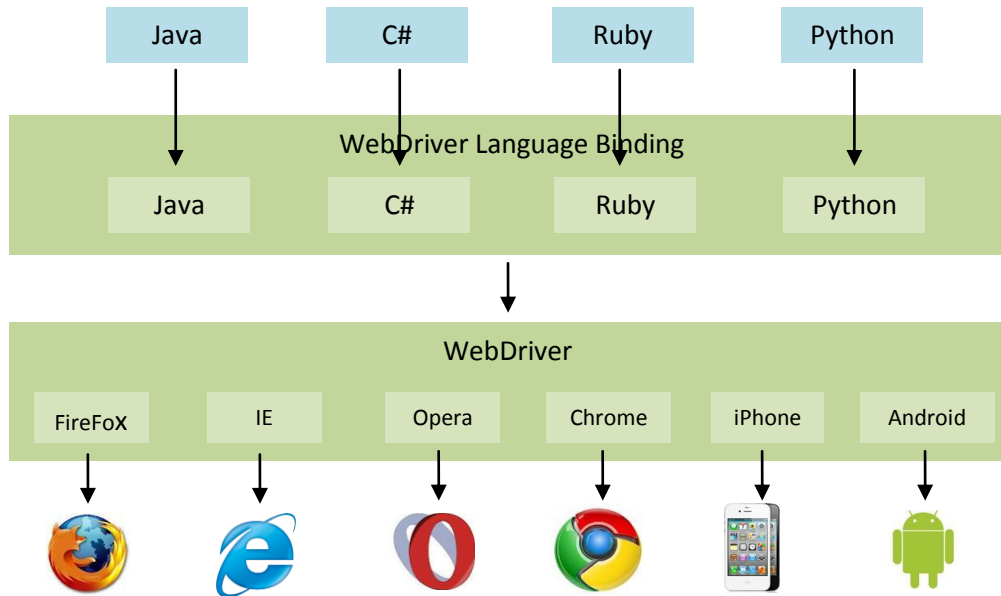 Java C# Ruby Python
WebDriver Language Binding
Java C# Ruby Python
WebDriver
FireFox IE Opera Chrome iPhone Android